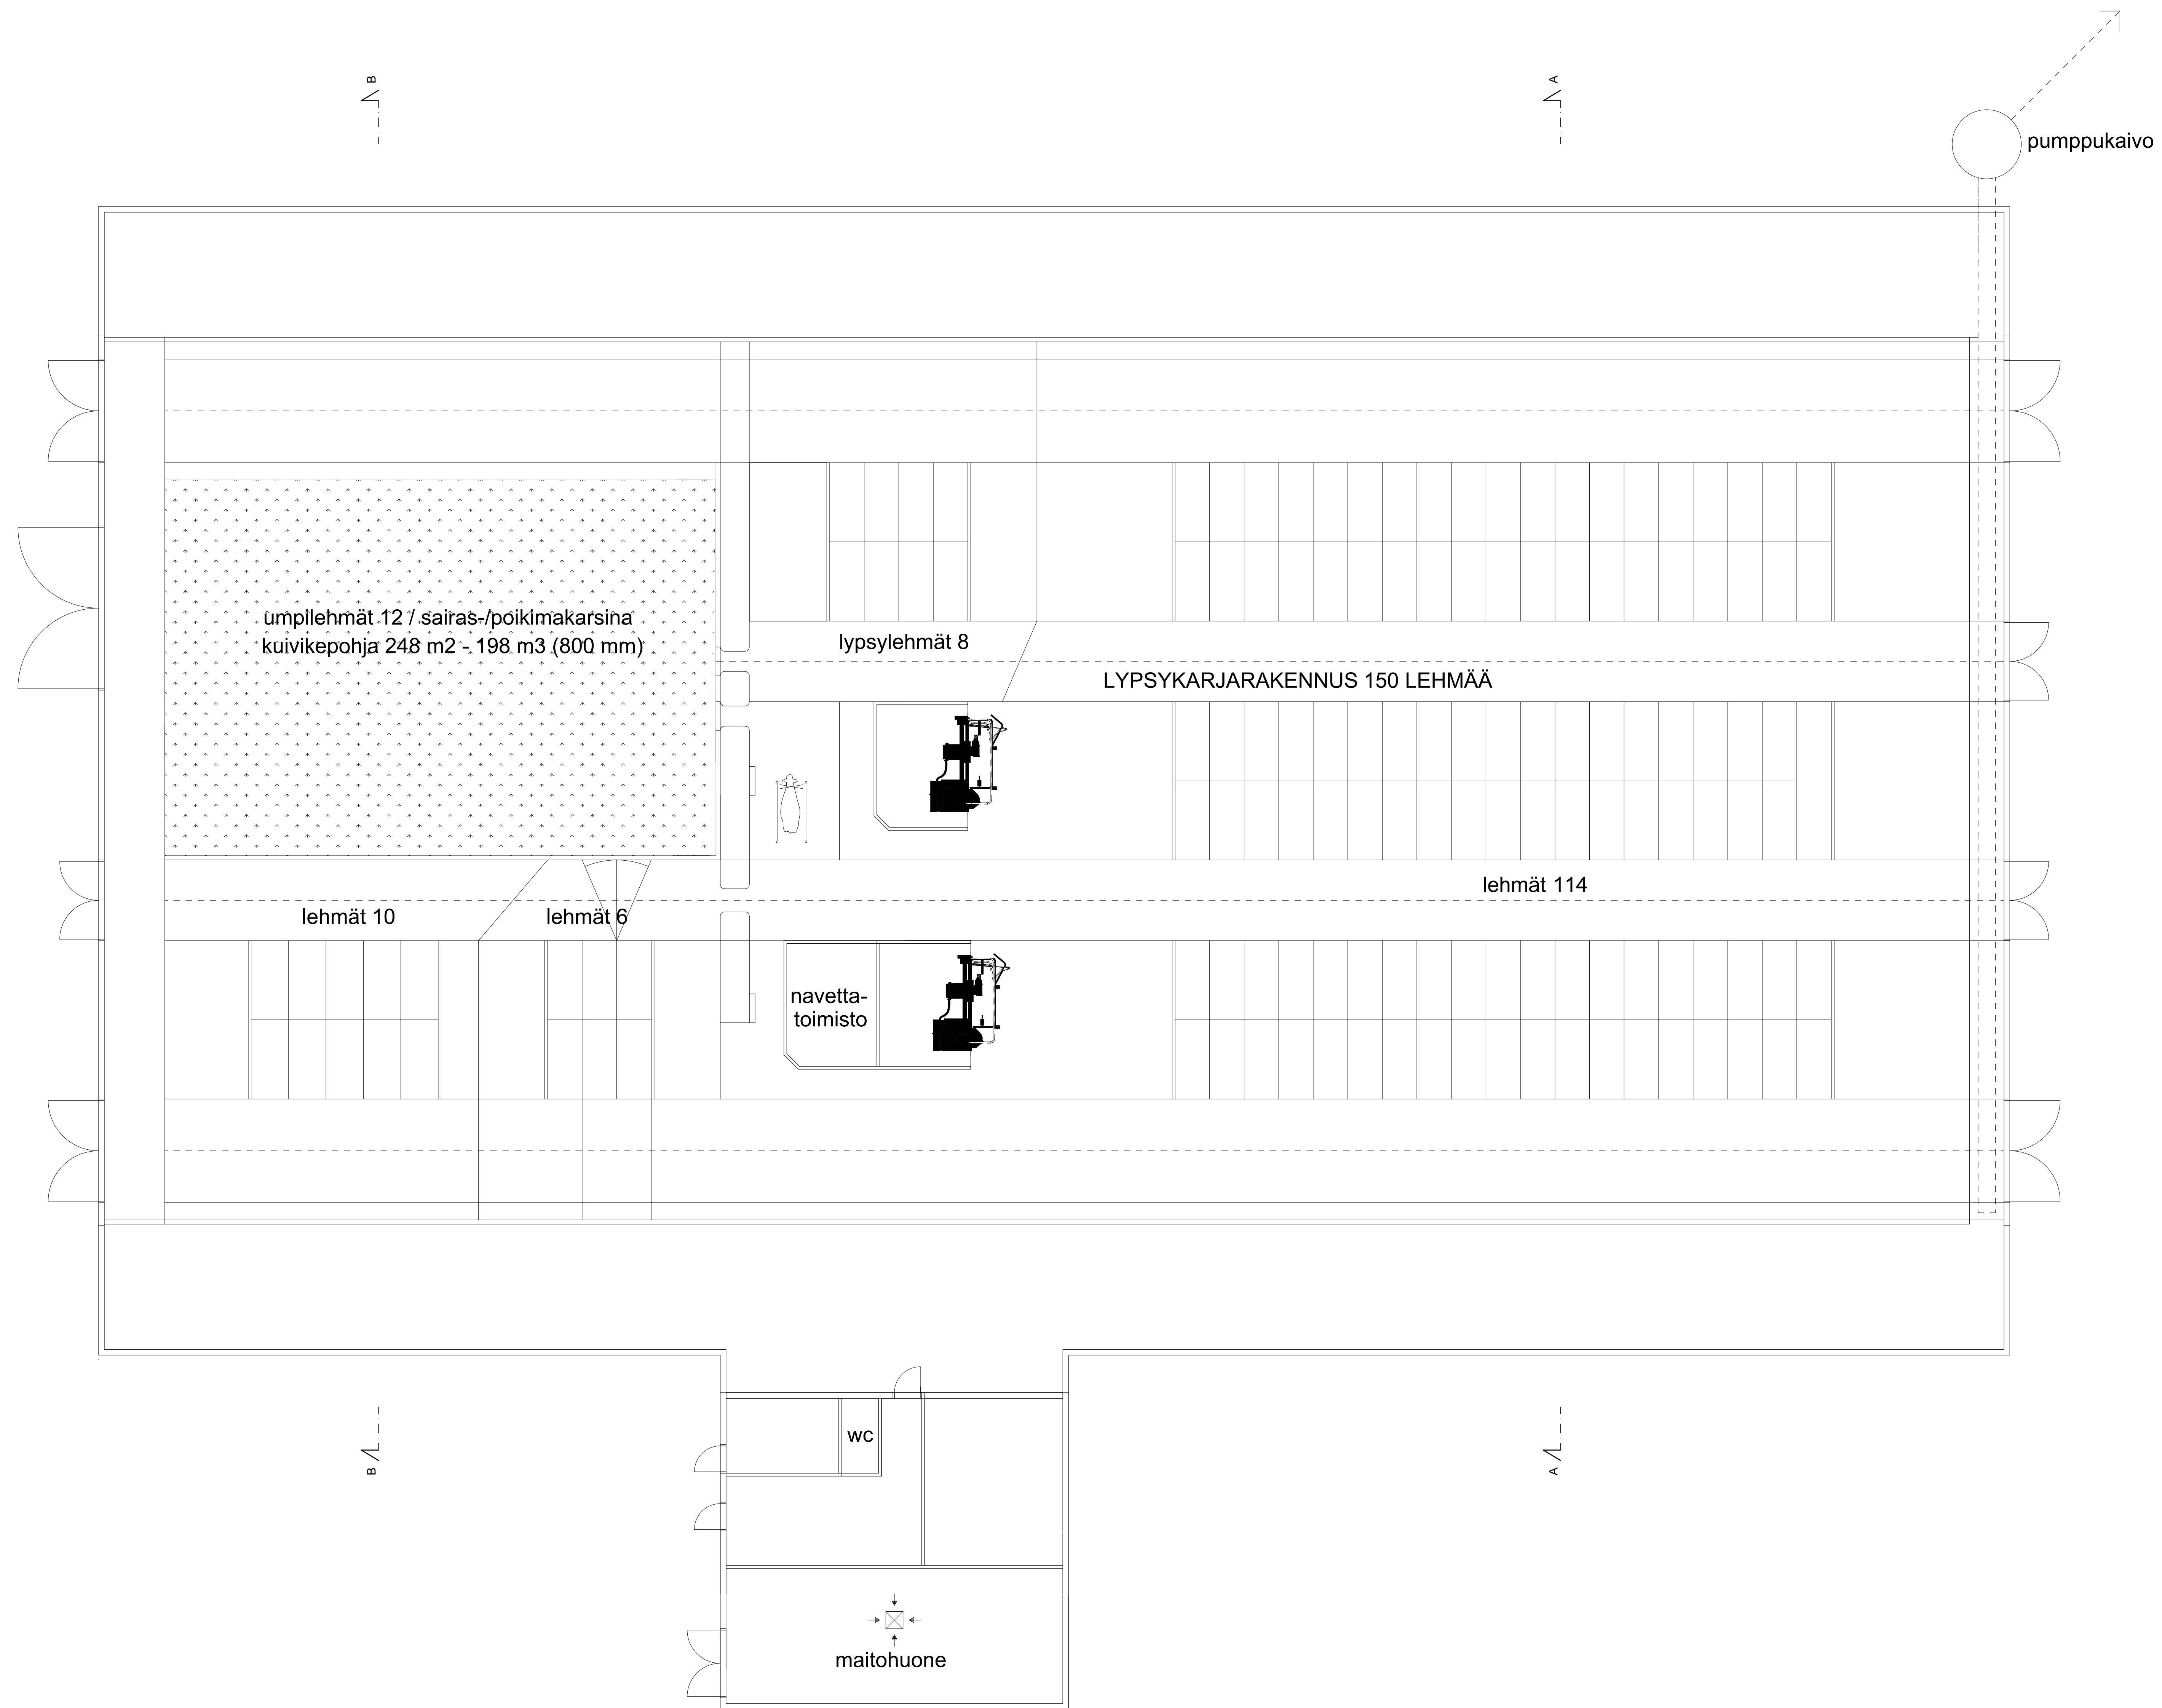 B
A
pumppukaivo
umpilehmät 12 / sairas-/poikimakarsina
kuivikepohja 248 m2 - 198 m3 (800 mm)
lypsylehmät 8
LYPSYKARJARAKENNUS 150 LEHMÄÄ
lehmät 114
lehmät 10
lehmät 6
navetta-
toimisto
wc
B
A
maitohuone